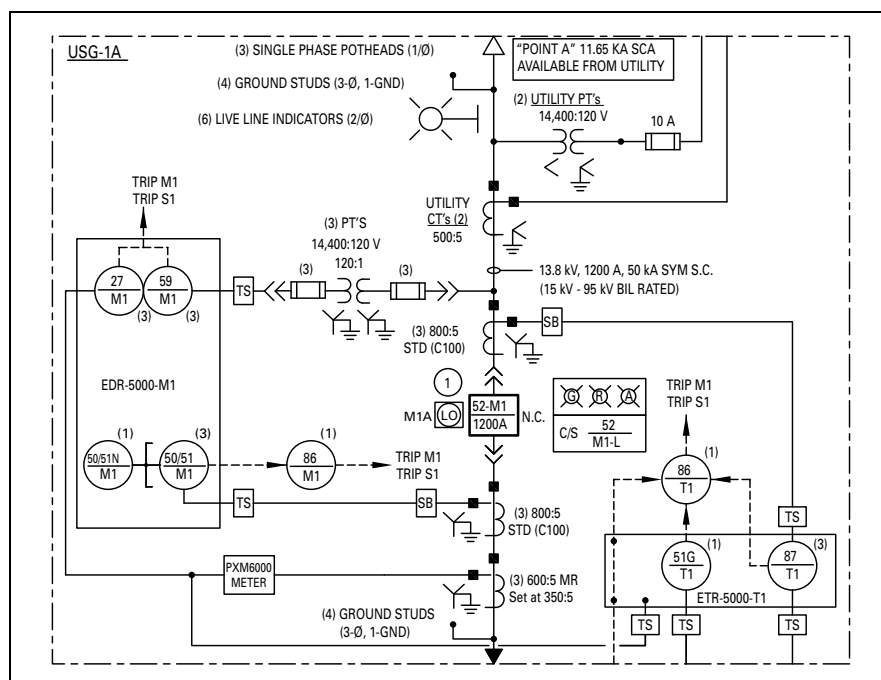 USG-1A
(3) SINGLE PHASE POTHEADS (1/Ø)
"POINT A" 11.65 KA SCA
AVAILABLE FROM UTILITY
(4) GROUND STUDS (3-Ø, 1-GND)
(6) LIVE LINE INDICATORS (2/Ø)
(2) UTILITY PT's
14,400:120 V
10 A
TRIP M1
TRIP S1
UTILITY
CT's (2)
500:5
(3) PT'S
14,400:120 V
120:1
(3)
(3)
13.8 kV, 1200 A, 50 kA SYM S.C.
(15 kV - 95 kV BIL RATED)
27
M1
(3)
59
M1
(3)
TS
(3) 800:5
STD (C100)
SB
EDR-5000-M1
1
M1A
LO
52-M1
1200A
N.C.
G
R
A
C/S
52
M1-L
TRIP M1
TRIP S1
(1)
50/51N
M1
(3)
50/51
M1
(1)
86
M1
TRIP M1
TRIP S1
(1)
86
T1
TS
SB
(3) 800:5
STD (C100)
TS
(1)
51G
T1
(3)
87
T1
ETR-5000-T1
PXM6000
METER
(3) 600:5 MR
Set at 350:5
(4) GROUND STUDS
(3-Ø, 1-GND)
TS
TS
TS